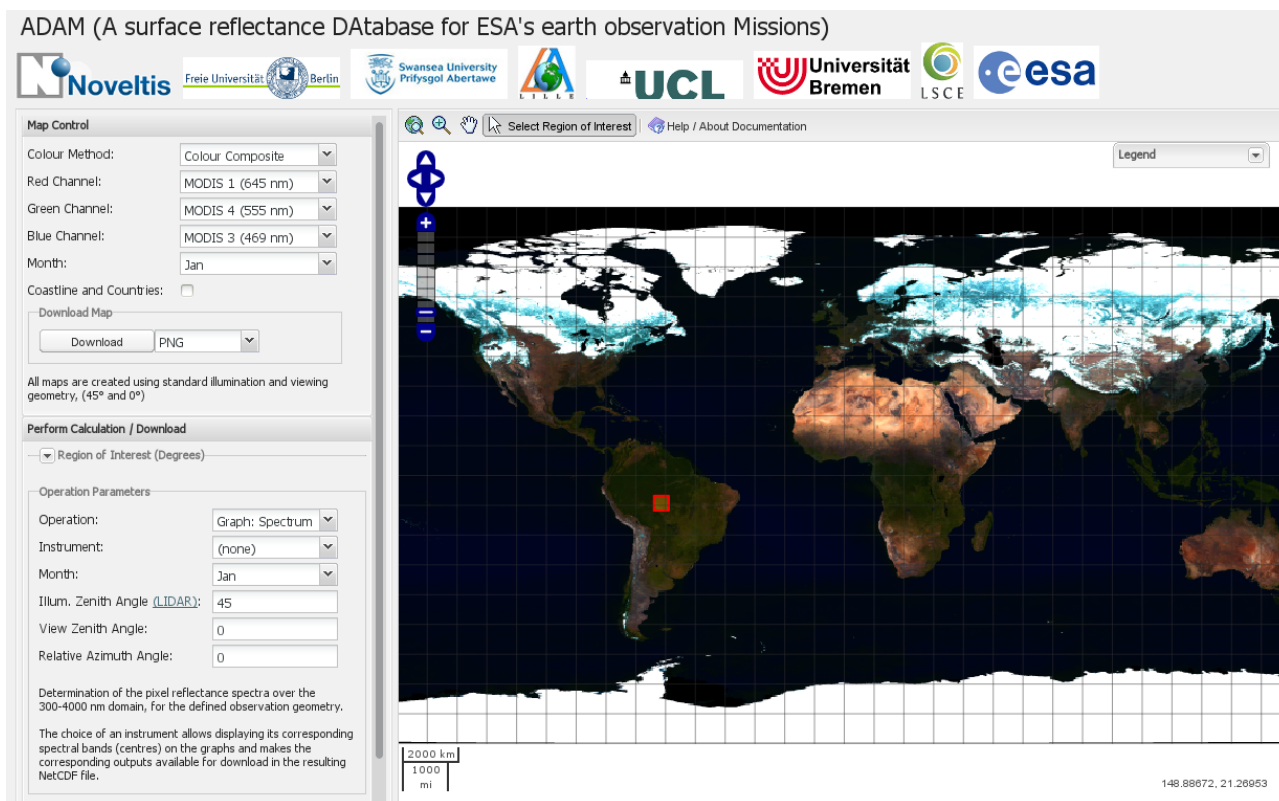 ADAM (A surface reflectance DAtabase for ESA's earth observation Missions)
Noveltis
Freie Universität Berlin
Swansea University
Prifysgol Abertawe
LILLE
UCL
Universität
Bremen
LSCE
esa
Map Control
Colour Method: Colour Composite
Red Channel: MODIS 1 (645 nm)
Green Channel: MODIS 4 (555 nm)
Blue Channel: MODIS 3 (469 nm)
Month: Jan
Coastline and Countries:
Download Map
Download PNG
All maps are created using standard illumination and viewing
geometry, (45° and 0°)
Perform Calculation / Download
Region of Interest (Degrees)
Operation Parameters
Operation: Graph: Spectrum
Instrument: (none)
Month: Jan
Illum. Zenith Angle (LIDAR): 45
View Zenith Angle: 0
Relative Azimuth Angle: 0
Determination of the pixel reflectance spectra over the
300-4000 nm domain, for the defined observation geometry.
The choice of an instrument allows displaying its corresponding
spectral bands (centres) on the graphs and makes the
corresponding outputs available for download in the resulting
NetCDF file.
Select Region of Interest
Help / About Documentation
Legend
2000 km
1000
mi
148.88672, 21.26953